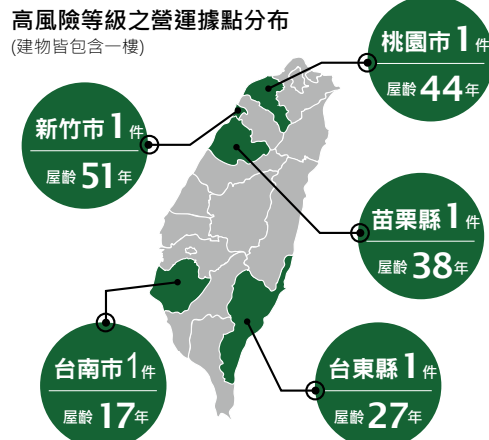 高風險等級之營運據點分布
(建物皆包含一樓)
桃園市1件
屋齡44年
新竹市1件
屋齡51年
苗栗縣1件
屋齡38年
台南市1件
屋齡17年
台東縣1件
屋齡27年